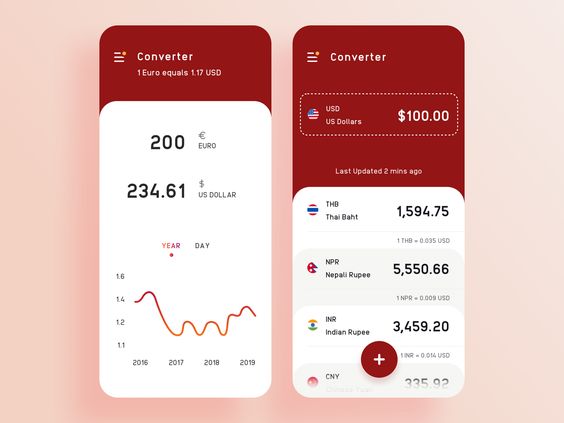 Converter
1 Euro equals 1.17 USD
200
€
EURO
234.61
$
US DOLLAR
YEAR
DAY
1.6
1.4
1.2
1.1
2016
2017
2018
2019
Converter
USD
US Dollars
$100.00
Last Updated 2 mins ago
THB
Thai Baht
1,594.75
1 THB = 0.035 USD
NPR
Nepali Rupee
5,550.66
1 NPR = 0.009 USD
INR
Indian Rupee
3,459.20
1 INR = 0.014 USD
+
CNY
Chinese Yuan
335.92